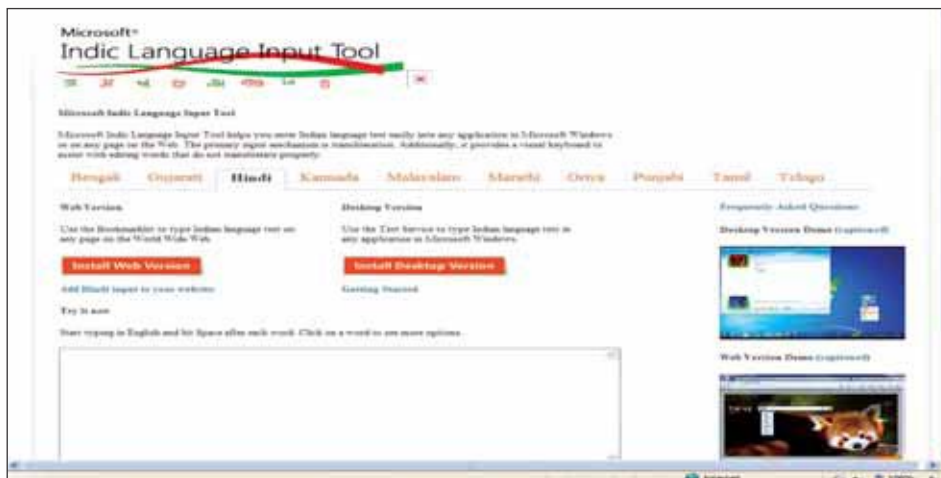 Microsoft®
Indic Language Input Tool
Microsoft Indic Language Input Tool
Microsoft Indic Language Input Tool helps you enter Indian language text easily into any application in Microsoft Windows
or on any page on the Web. The primary input mechanism is transliteration. Additionally, it provides a visual keyboard to
assist with editing words that do not transliterate properly.
Bengali Gujarati Hindi Kannada Malayalam Marathi Oriya Punjabi Tamil Telugu
Web Version
Use the Bookmarklet to type Indian language text on
any page on the World Wide Web.
Install Web Version
Add Hindi input to your website
Desktop Version
Use the Text Service to type Indian language text in
any application in Microsoft Windows.
Install Desktop Version
Getting Started
Try it now
Start typing in English and hit Space after each word. Click on a word to see more options.
Frequently Asked Questions
Desktop Version Demo (captioned)
Web Version Demo (captioned)
Internet
100%